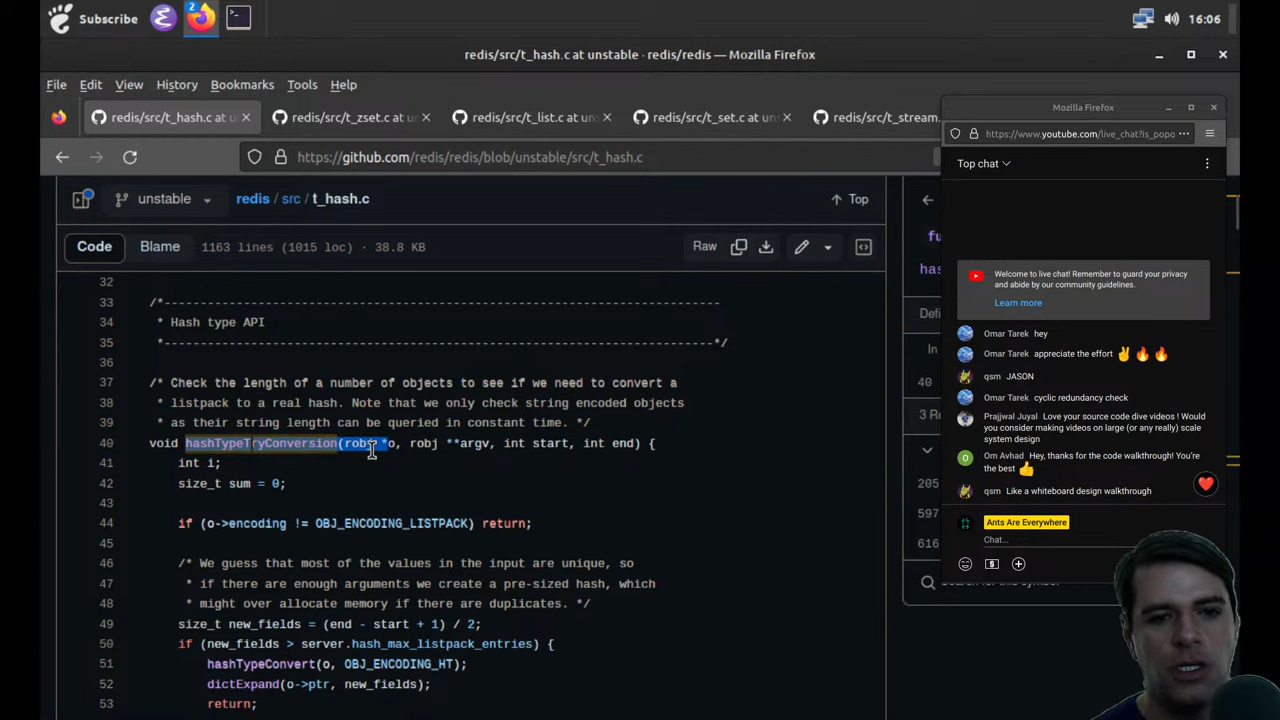 Subscribe
2
16:06
redis/src/t_hash.c at unstable · redis/redis — Mozilla Firefox
File Edit View History Bookmarks Tools Help
redis/src/t_hash.c at u
redis/src/t_zset.c at un
redis/src/t_list.c at uns
redis/src/t_set.c at uns
redis/src/t_stream.
https://github.com/redis/redis/blob/unstable/src/t_hash.c
unstable
redis / src / t_hash.c
Top
Code Blame 1163 lines (1015 loc) · 38.8 KB
Raw
32
33 /*-----------------------------------------------------------------------------
34 * Hash type API
35 *----------------------------------------------------------------------------*/
36
37 /* Check the length of a number of objects to see if we need to convert a
38 * listpack to a real hash. Note that we only check string encoded objects
39 * as their string length can be queried in constant time. */
40 void hashTypeTryConversion(robj *o, robj **argv, int start, int end) {
41 int i;
42 size_t sum = 0;
43
44 if (o->encoding != OBJ_ENCODING_LISTPACK) return;
45
46 /* We guess that most of the values in the input are unique, so
47 * if there are enough arguments we create a pre-sized hash, which
48 * might over allocate memory if there are duplicates. */
49 size_t new_fields = (end - start + 1) / 2;
50 if (new_fields > server.hash_max_listpack_entries) {
51 hashTypeConvert(o, OBJ_ENCODING_HT);
52 dictExpand(o->ptr, new_fields);
53 return;
fu
has
Defi
In
40
3 Re
205
597
616
Mozilla Firefox
https://www.youtube.com/live_chat?is_popo
Top chat
Welcome to live chat! Remember to guard your privacy
and abide by our community guidelines.
Learn more
Omar Tarek hey
Omar Tarek appreciate the effort ✌️ 🔥 🔥
qsm JASON
Omar Tarek cyclic redundancy check
Prajjwal Juyal Love your source code dive videos ! Would
you consider making videos on large (or any really) scale
system design
Om Avhad Hey, thanks for the code walkthrough! You're
the best 👍
qsm Like a whiteboard design walkthrough
Ants Are Everywhere
Chat...